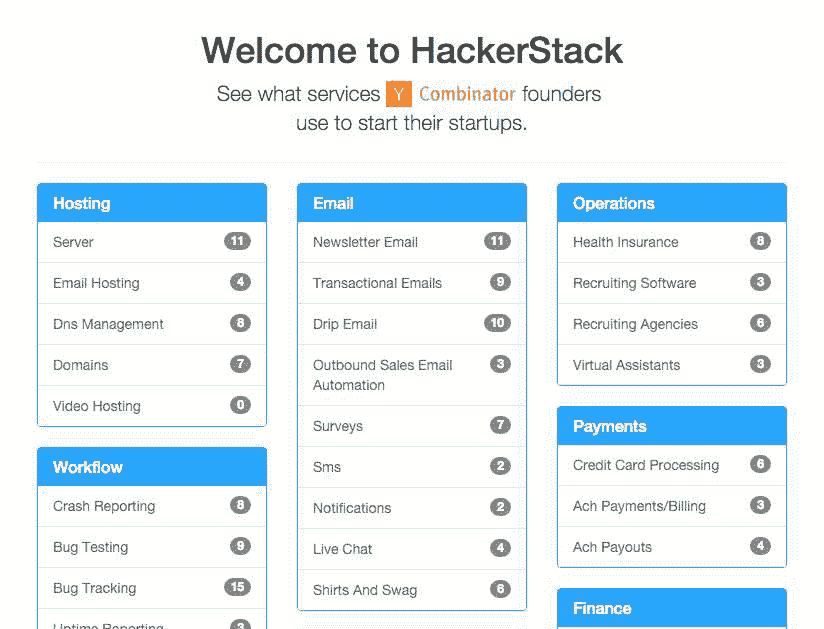 Welcome to HackerStack
See what services Y Combinator founders
use to start their startups.
Hosting
Server 11
Email Hosting 4
Dns Management 8
Domains 7
Video Hosting 0
Workflow
Crash Reporting 8
Bug Testing 9
Bug Tracking 15
Uptime Reporting 3
Email
Newsletter Email 11
Transactional Emails 9
Drip Email 10
Outbound Sales Email 3
Automation
Surveys 7
Sms 2
Notifications 2
Live Chat 4
Shirts And Swag 6
Operations
Health Insurance 8
Recruiting Software 3
Recruiting Agencies 6
Virtual Assistants 3
Payments
Credit Card Processing 6
Ach Payments/Billing 3
Ach Payouts 4
Finance